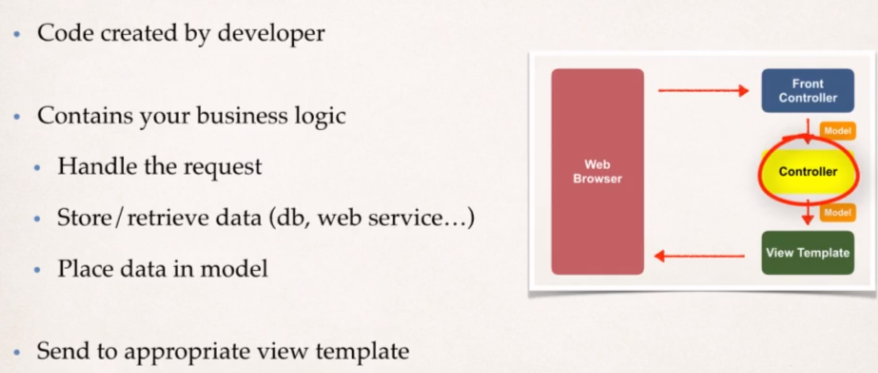 • Code created by developer
• Contains your business logic
• Handle the request
• Store/retrieve data (db, web service…)
• Place data in model
• Send to appropriate view template
Web
Browser
Front
Controller
Model
Controller
Model
View Template